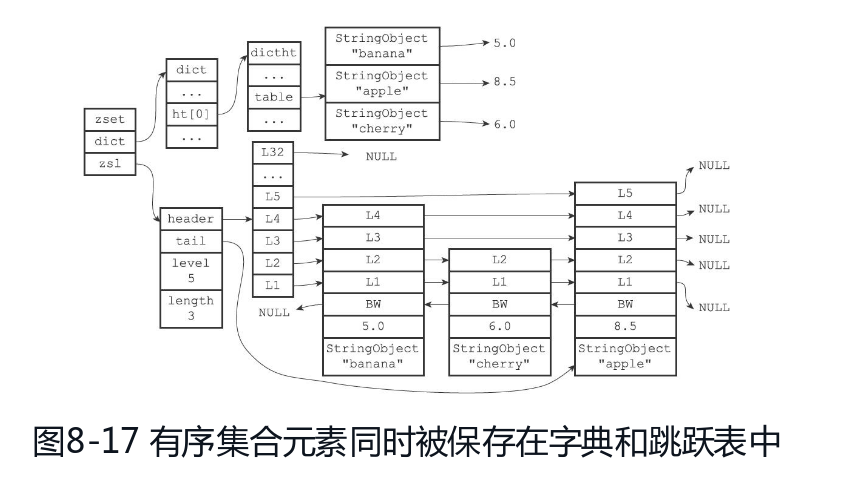 zset
dict
zsl
dict
...
ht[0]
...
dictht
...
table
...
StringObject
"banana"
StringObject
"apple"
StringObject
"cherry"
5.0
8.5
6.0
header
tail
level
5
length
3
L32
...
L5
L4
L3
L2
L1
NULL
NULL
L4
L3
L2
L1
BW
5.0
StringObject
"banana"
L2
L1
BW
6.0
StringObject
"cherry"
L5
L4
L3
L2
L1
BW
8.5
StringObject
"apple"
NULL
NULL
NULL
NULL
NULL
图8-17 有序集合元素同时被保存在字典和跳跃表中